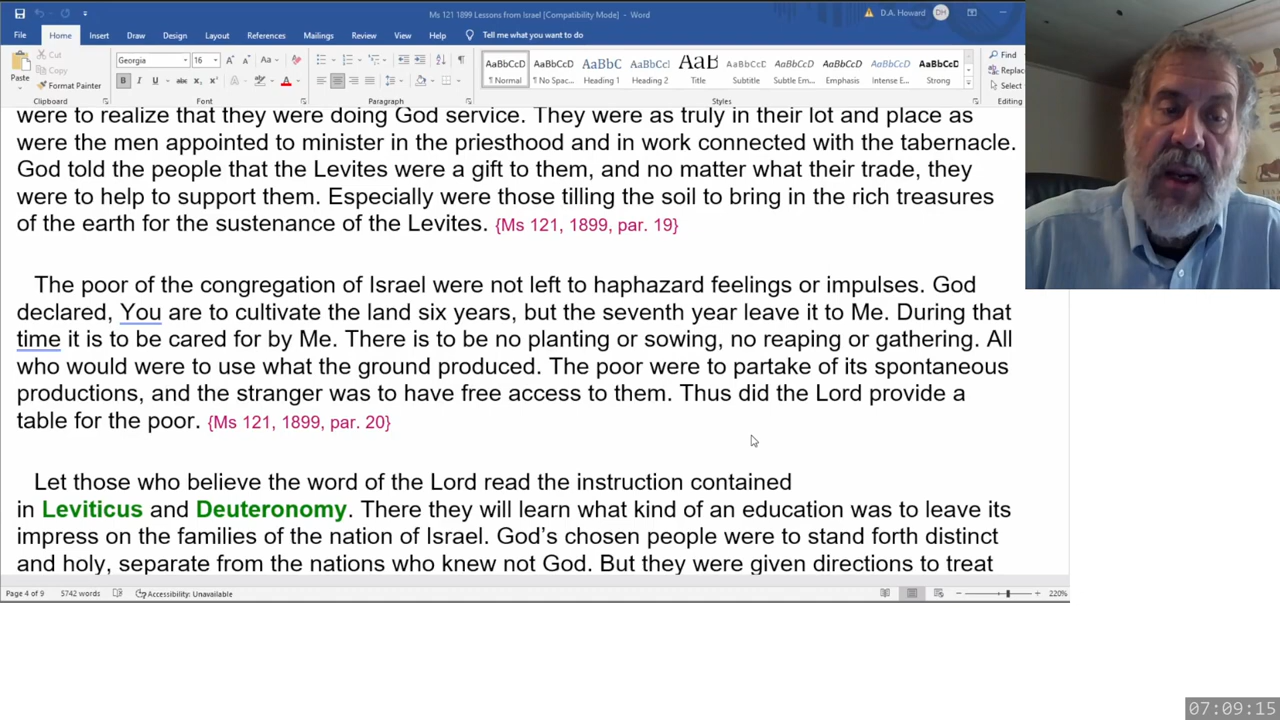 Ms 121 1899 Lessons from Israel [Compatibility Mode] - Word
D.A. Howard DH
File Home Insert Draw Design Layout References Mailings Review View Help Tell me what you want to do
Paste
Cut
Copy
Format Painter
Clipboard
Georgia 16
Font
Paragraph
AaBbCcD AaBbCcD AaBbC AaBbCcI AaB AaBbCcD AaBbCcD AaBbCcD AaBbCcD AaBbCcD
¶ Normal ¶ No Spac... Heading 1 Heading 2 Title Subtitle Subtle Em... Emphasis Intense E... Strong
Styles
Find
Replac
Select
Editing
were to realize that they were doing God service. They were as truly in their lot and place as
were the men appointed to minister in the priesthood and in work connected with the tabernacle.
God told the people that the Levites were a gift to them, and no matter what their trade, they
were to help to support them. Especially were those tilling the soil to bring in the rich treasures
of the earth for the sustenance of the Levites. {Ms 121, 1899, par. 19}
The poor of the congregation of Israel were not left to haphazard feelings or impulses. God
declared, You are to cultivate the land six years, but the seventh year leave it to Me. During that
time it is to be cared for by Me. There is to be no planting or sowing, no reaping or gathering. All
who would were to use what the ground produced. The poor were to partake of its spontaneous
productions, and the stranger was to have free access to them. Thus did the Lord provide a
table for the poor. {Ms 121, 1899, par. 20}
Let those who believe the word of the Lord read the instruction contained
in Leviticus and Deuteronomy. There they will learn what kind of an education was to leave its
impress on the families of the nation of Israel. God’s chosen people were to stand forth distinct
and holy, separate from the nations who knew not God. But they were given directions to treat
Page 4 of 9 5742 words Accessibility: Unavailable 220%
07:09:15